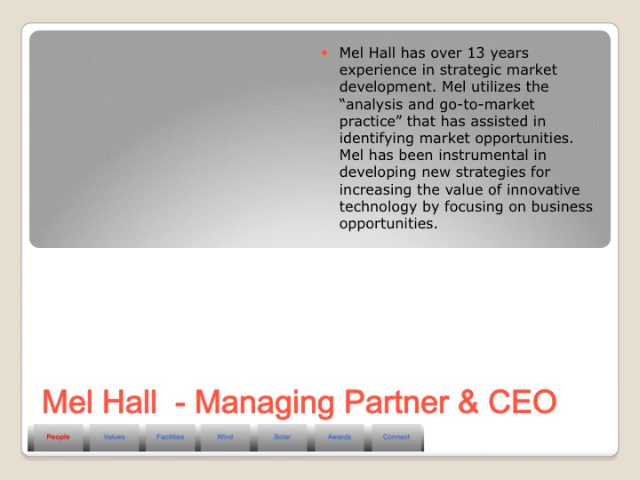 Mel Hall has over 13 years
experience in strategic market
development. Mel utilizes the
“analysis and go-to-market
practice” that has assisted in
identifying market opportunities.
Mel has been instrumental in
developing new strategies for
increasing the value of innovative
technology by focusing on business
opportunities.
Mel Hall  - Managing Partner & CEO
People Values Facilities Wind Solar Awards Connect